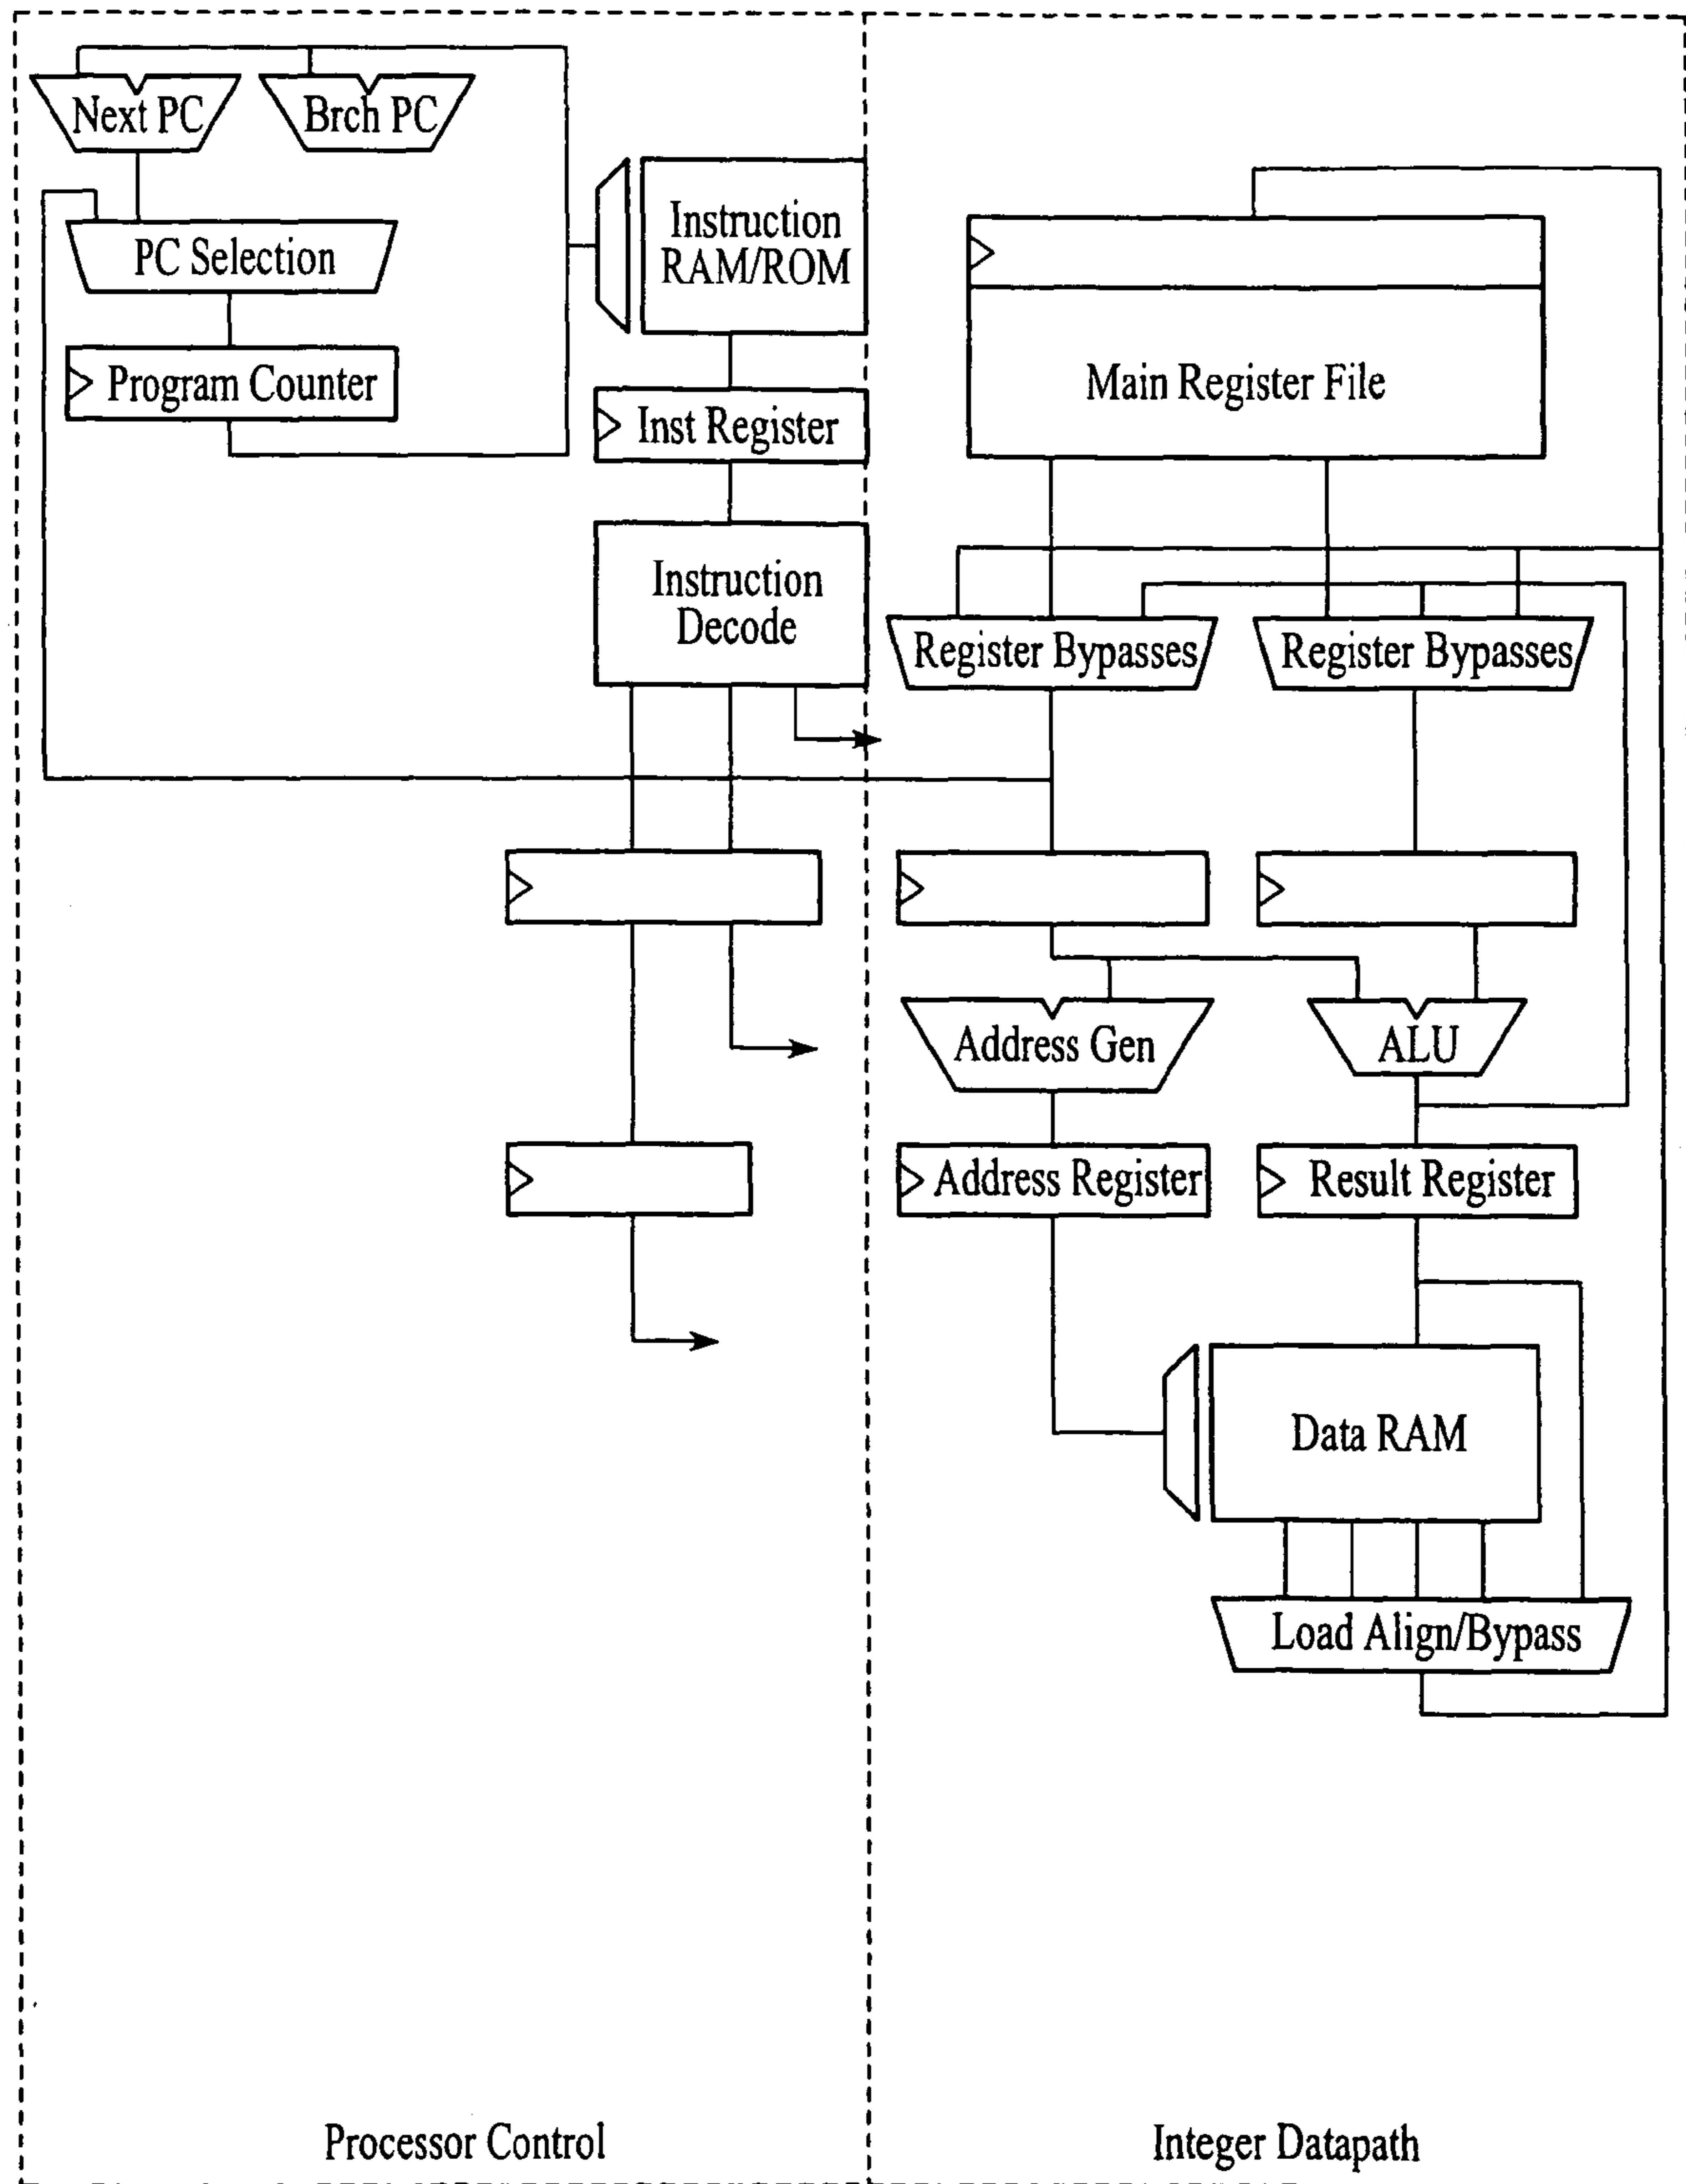 Next PC
Brch PC
PC Selection
Program Counter
Instruction
RAM/ROM
Inst Register
Instruction
Decode
Main Register File
Register Bypasses
Register Bypasses
Address Gen
ALU
Address Register
Result Register
Data RAM
Load Align/Bypass
Processor Control
Integer Datapath